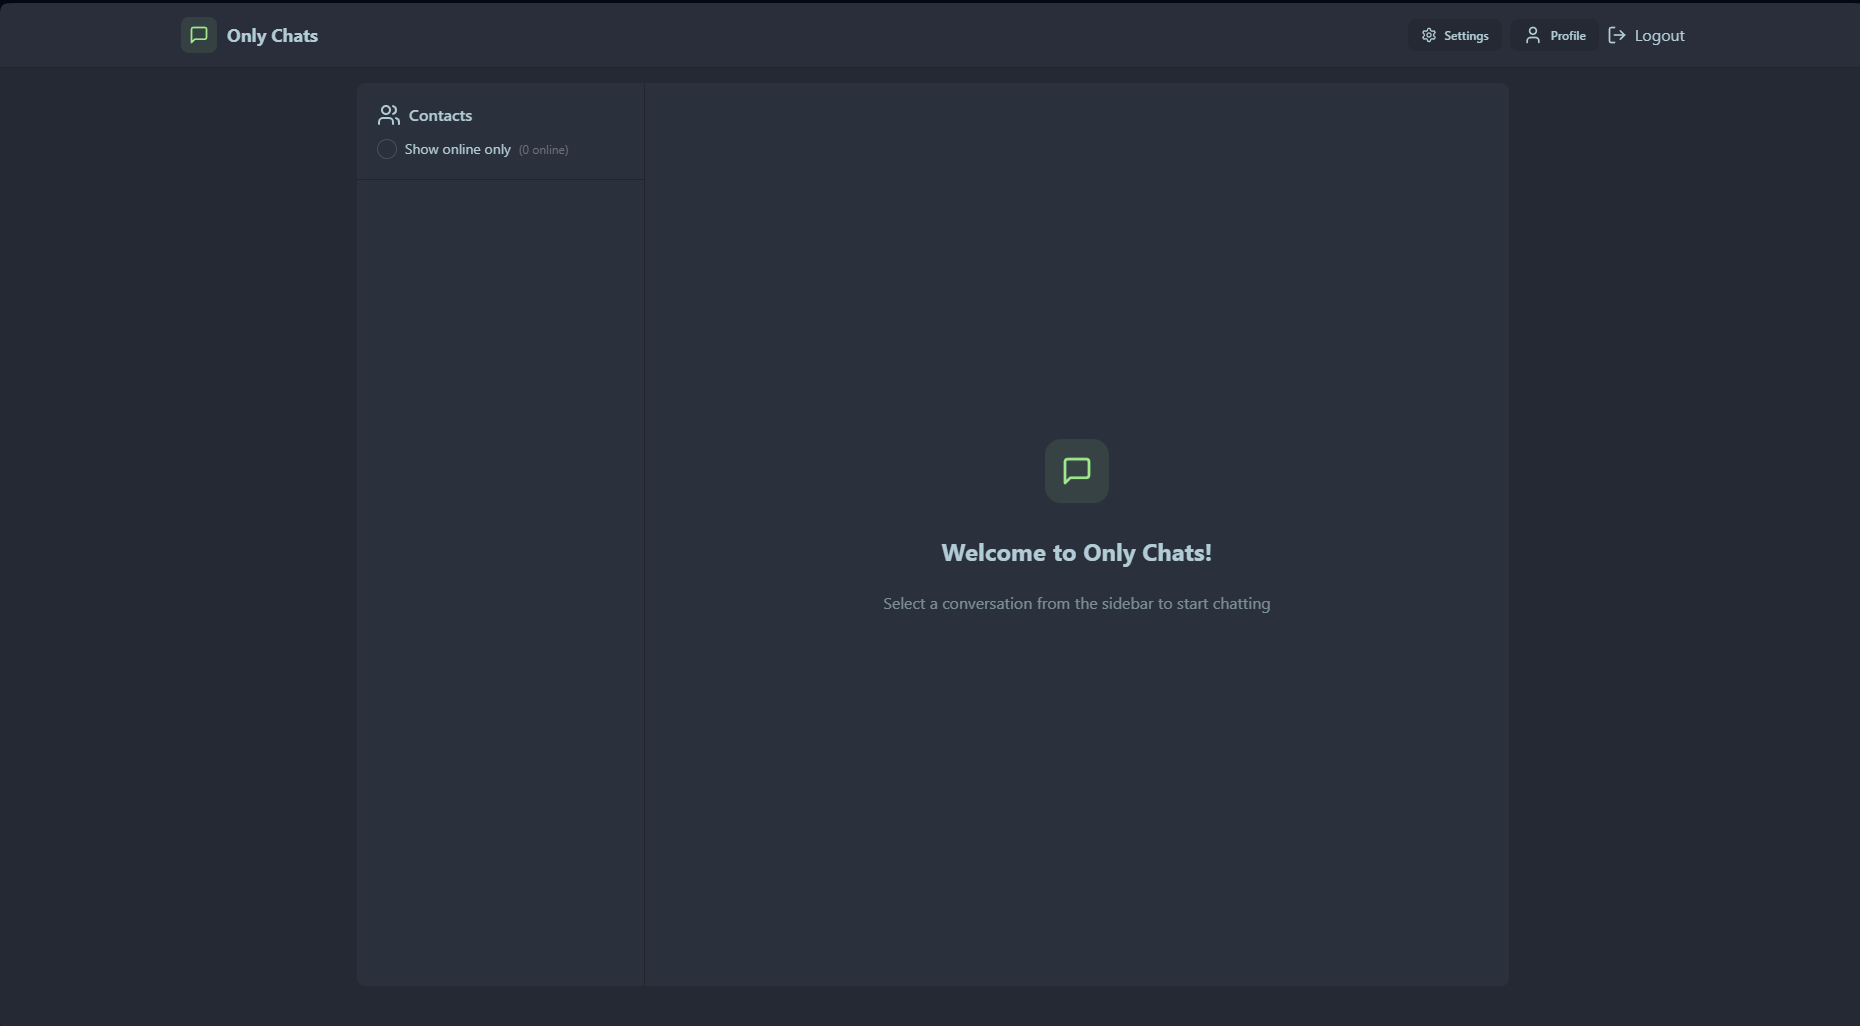 Only Chats
Settings
Profile
Logout
Contacts
Show online only (0 online)
Welcome to Only Chats!
Select a conversation from the sidebar to start chatting